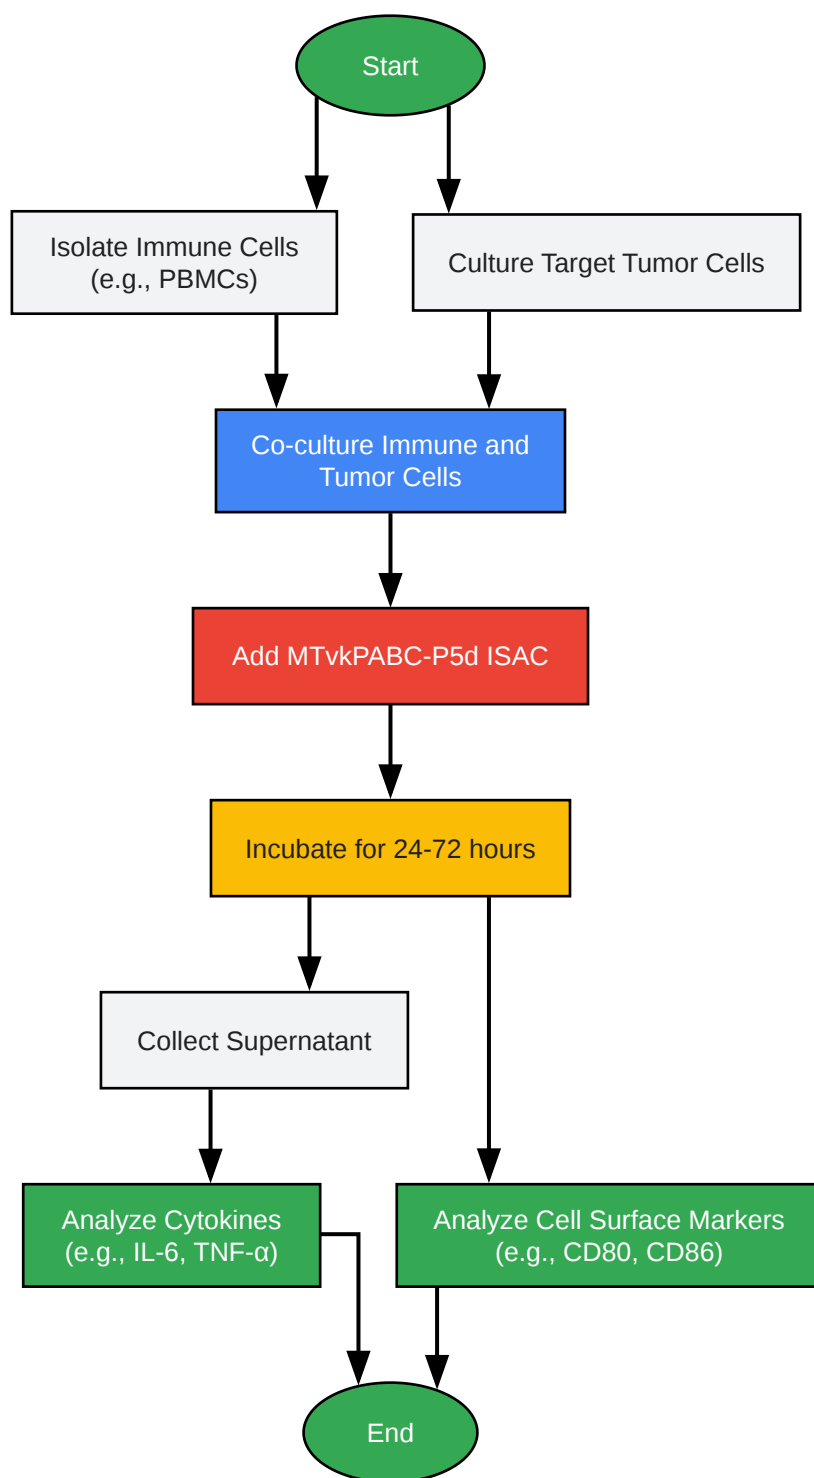 Start
Isolate Immune Cells
(e.g., PBMCs)
Culture Target Tumor Cells
Co-culture Immune and
Tumor Cells
Add MTvkPABC-P5d ISAC
Incubate for 24-72 hours
Collect Supernatant
Analyze Cytokines
(e.g., IL-6, TNF-α)
Analyze Cell Surface Markers
(e.g., CD80, CD86)
End